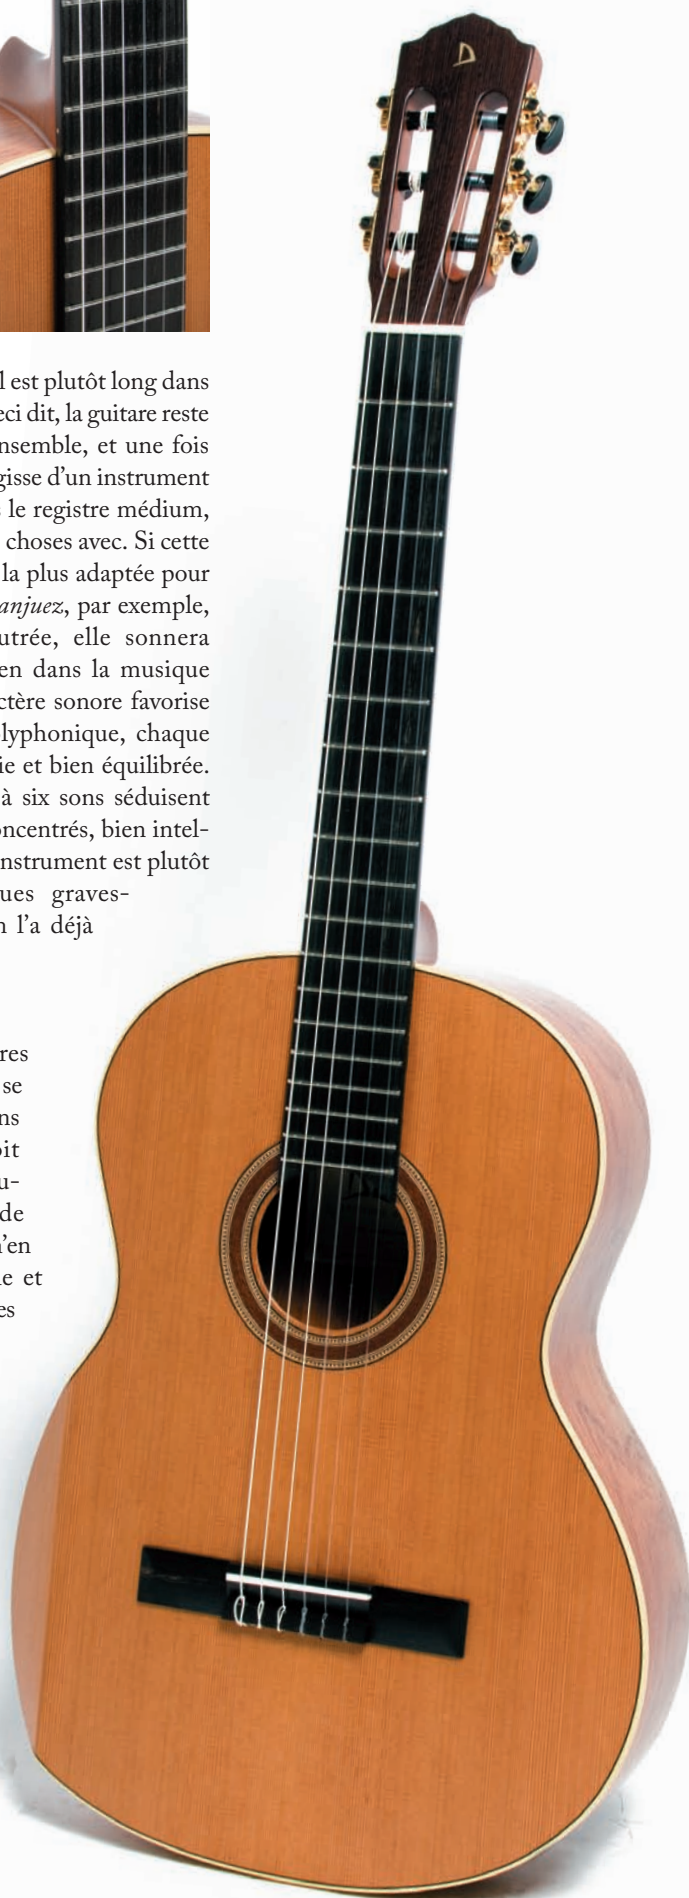 D
l est plutôt long dans
eci dit, la guitare reste
nsemble, et une fois
gisse d'un instrument
le registre médium,
choses avec. Si cette
la plus adaptée pour
anjuez, par exemple,
utrée, elle sonnera
en dans la musique
ctère sonore favorise
lyphonique, chaque
ie et bien équilibrée.
à six sons séduisent
oncentrés, bien intel-
instrument est plutôt
ues graves-
n l'a déjà
res
se
ns
oit
u-
de
n'en
e et
es